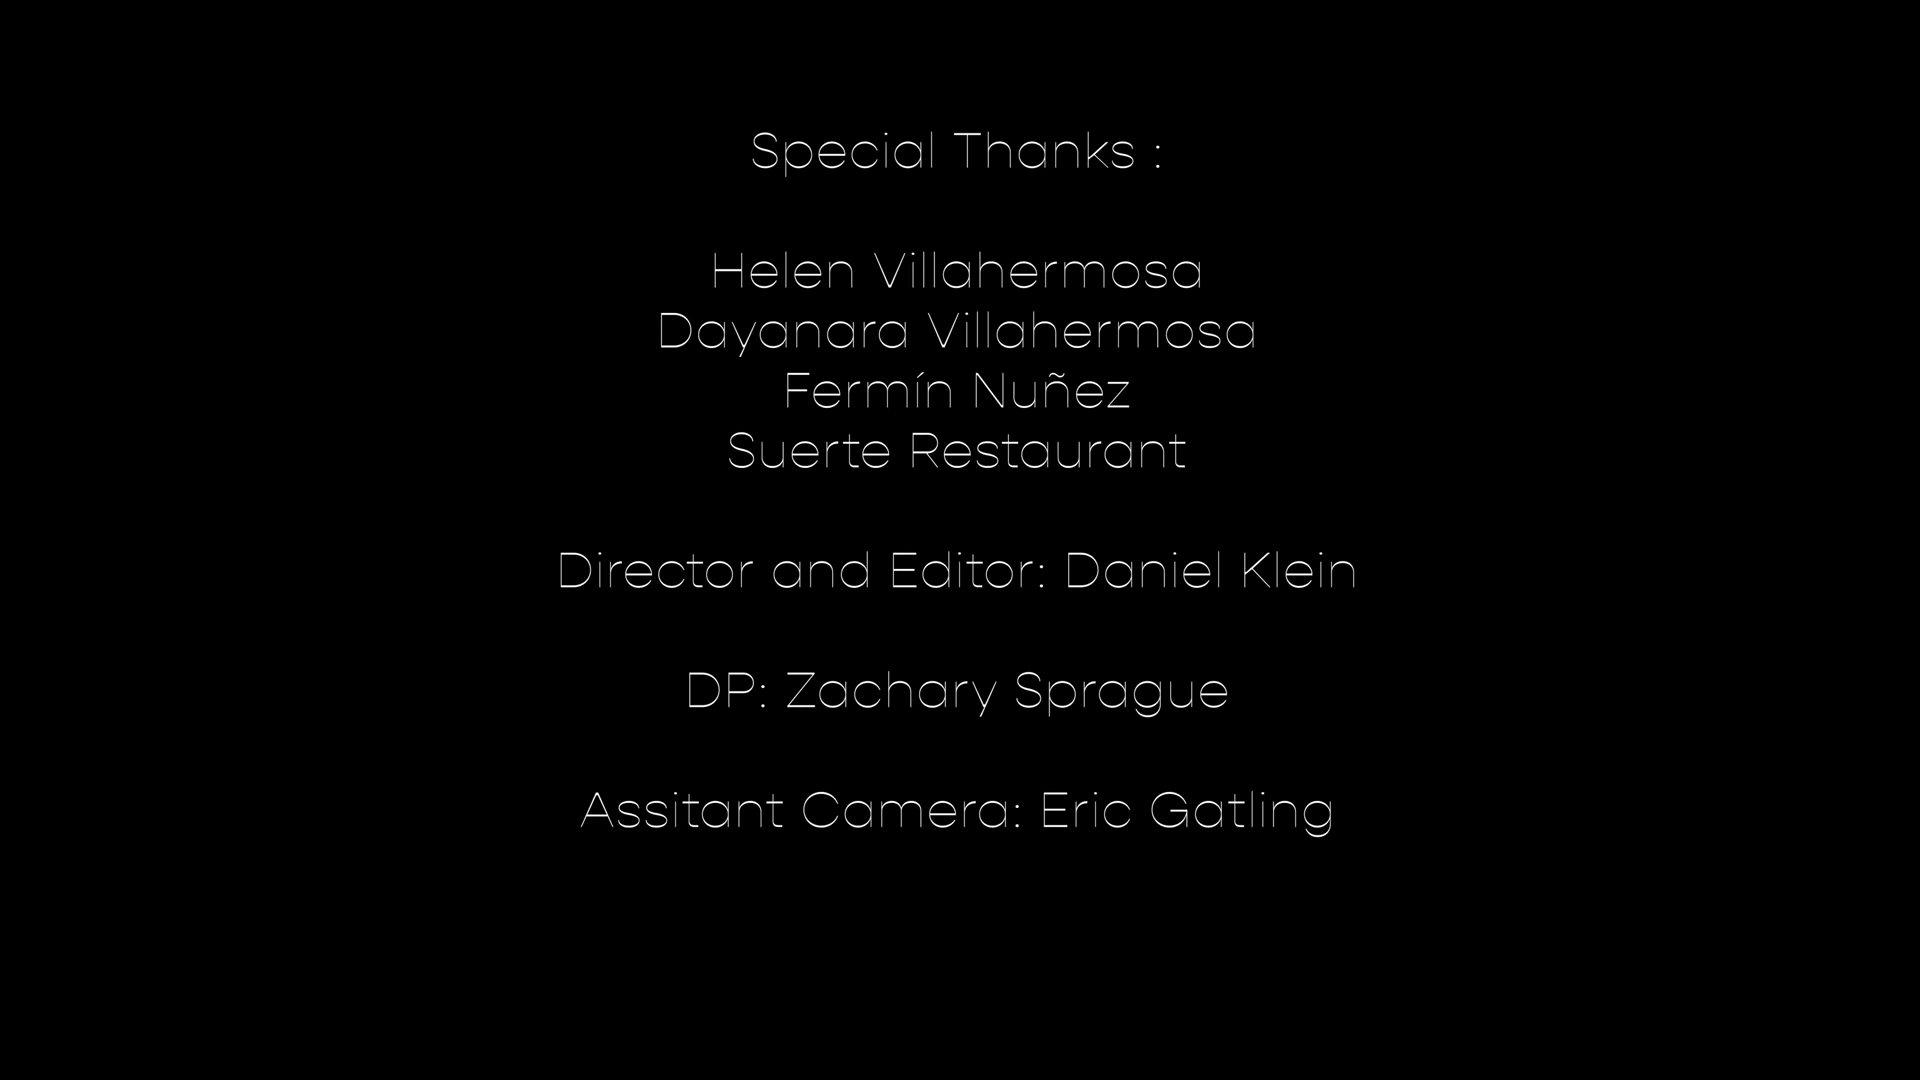 Special Thanks :
Helen Villahermosa
Dayanara Villahermosa
Fermín Nuñez
Suerte Restaurant
Director and Editor: Daniel Klein
DP: Zachary Sprague
Assitant Camera: Eric Gatling